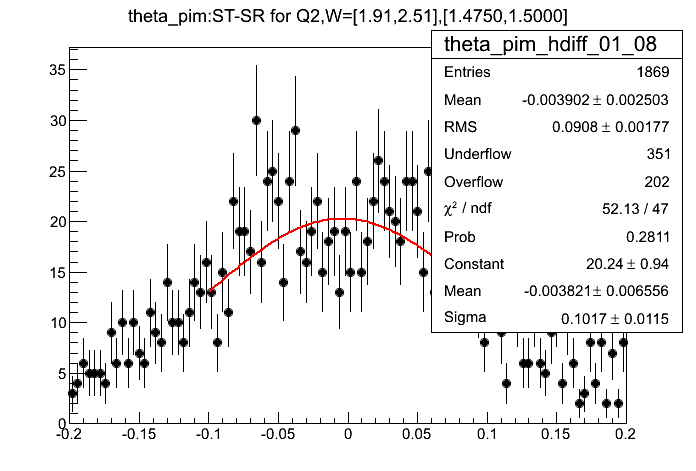 theta_pim:ST-SR for Q2,W=[1.91,2.51],[1.4750,1.5000]
theta_pim_hdiff_01_08
Entries 1869
Mean -0.003902 ± 0.002503
RMS 0.0908 ± 0.00177
Underflow 351
Overflow 202
χ² / ndf 52.13 / 47
Prob 0.2811
Constant 20.24 ± 0.94
Mean -0.003821 ± 0.006556
Sigma 0.1017 ± 0.0115
35
30
25
20
15
10
5
0
-0.2 -0.15 -0.1 -0.05 0 0.05 0.1 0.15 0.2